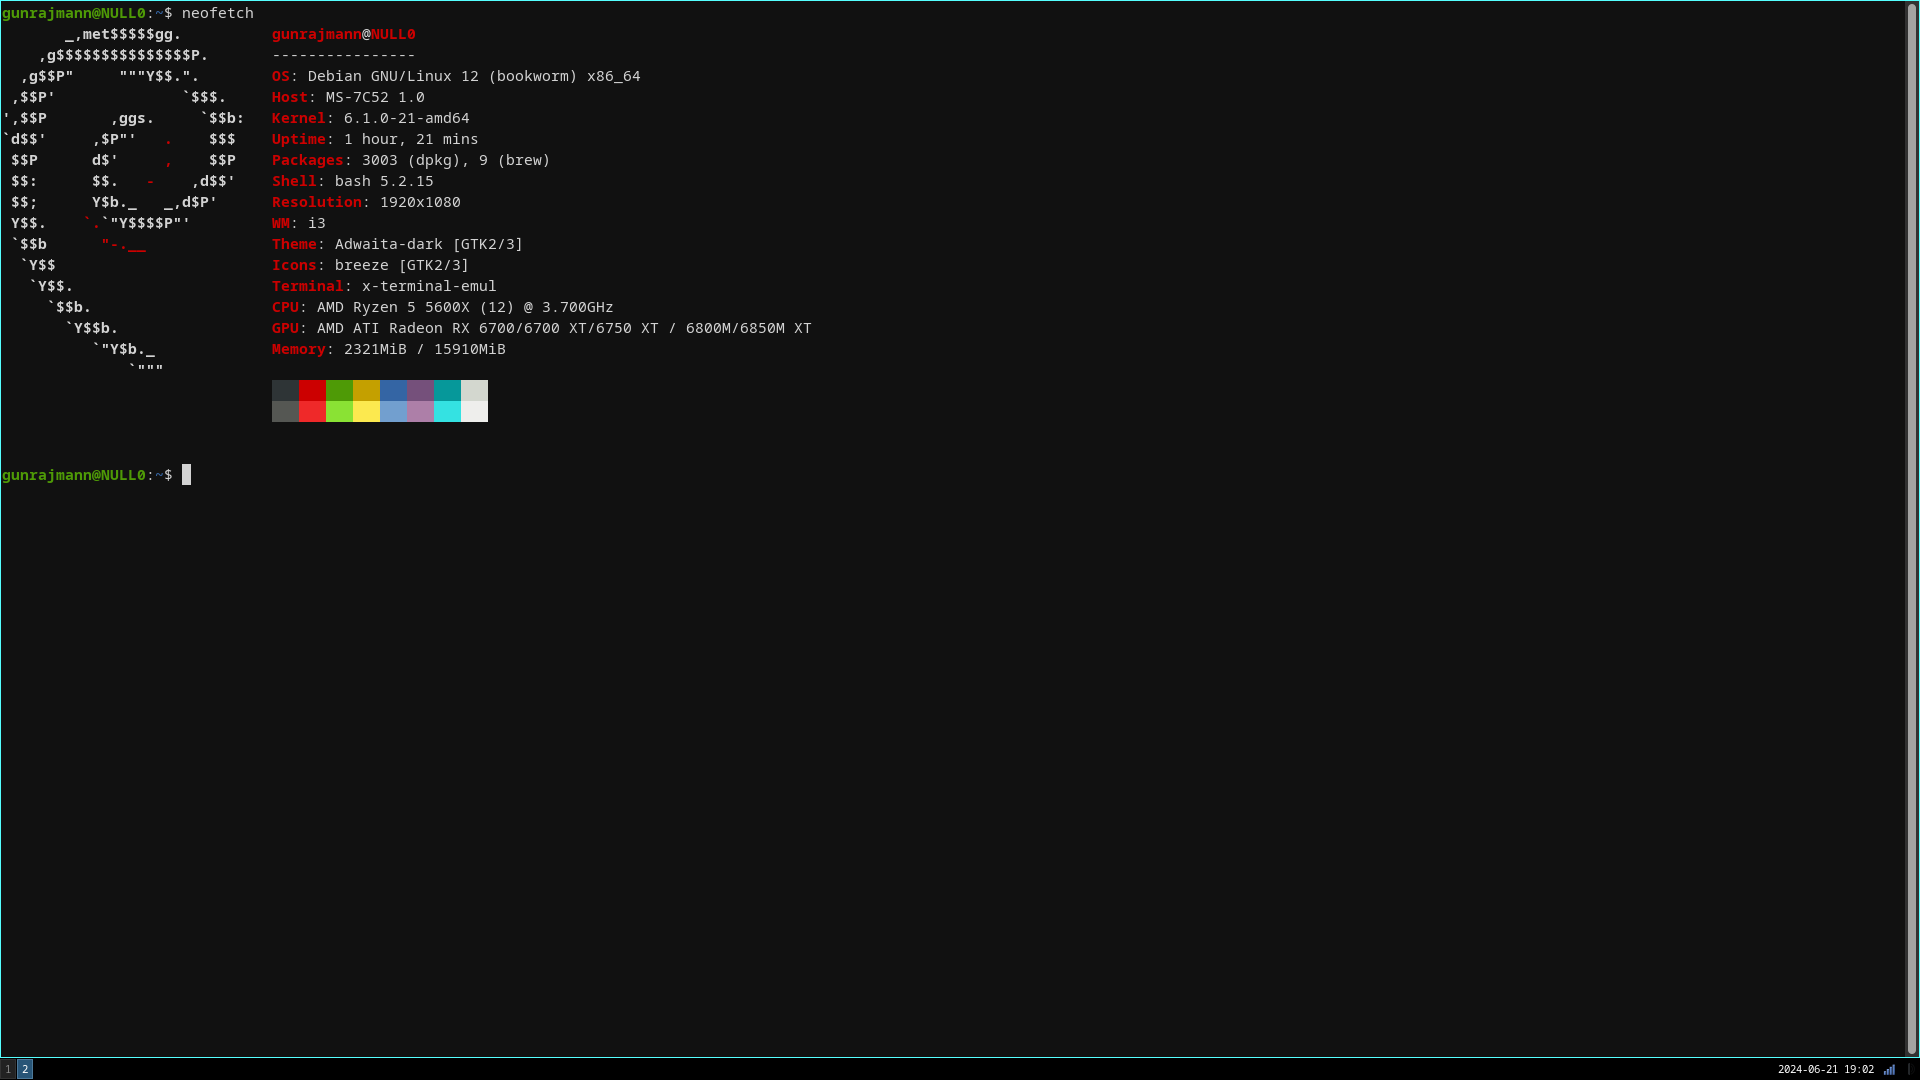 gunrajmann@NULL0:~$ neofetch
       _,met$$$$$gg.          gunrajmann@NULL0
    ,g$$$$$$$$$$$$$$$P.       ----------------
  ,g$$P"     """Y$$.".        OS: Debian GNU/Linux 12 (bookworm) x86_64
 ,$$P'              `$$$.     Host: MS-7C52 1.0
',$$P       ,ggs.     `$$b:   Kernel: 6.1.0-21-amd64
`d$$'     ,$P"'   .    $$$    Uptime: 1 hour, 21 mins
 $$P      d$'     ,    $$P    Packages: 3003 (dpkg), 9 (brew)
 $$:      $$.   -    ,d$$'    Shell: bash 5.2.15
 $$;      Y$b._   _,d$P'      Resolution: 1920x1080
 Y$$.    `.`"Y$$$$P"'         WM: i3
 `$$b      "-.__              Theme: Adwaita-dark [GTK2/3]
  `Y$$                        Icons: breeze [GTK2/3]
   `Y$$.                      Terminal: x-terminal-emul
     `$$b.                    CPU: AMD Ryzen 5 5600X (12) @ 3.700GHz
       `Y$$b.                 GPU: AMD ATI Radeon RX 6700/6700 XT/6750 XT / 6800M/6850M XT
          `"Y$b._             Memory: 2321MiB / 15910MiB
              `"""
gunrajmann@NULL0:~$
1 2 2024-06-21 19:02